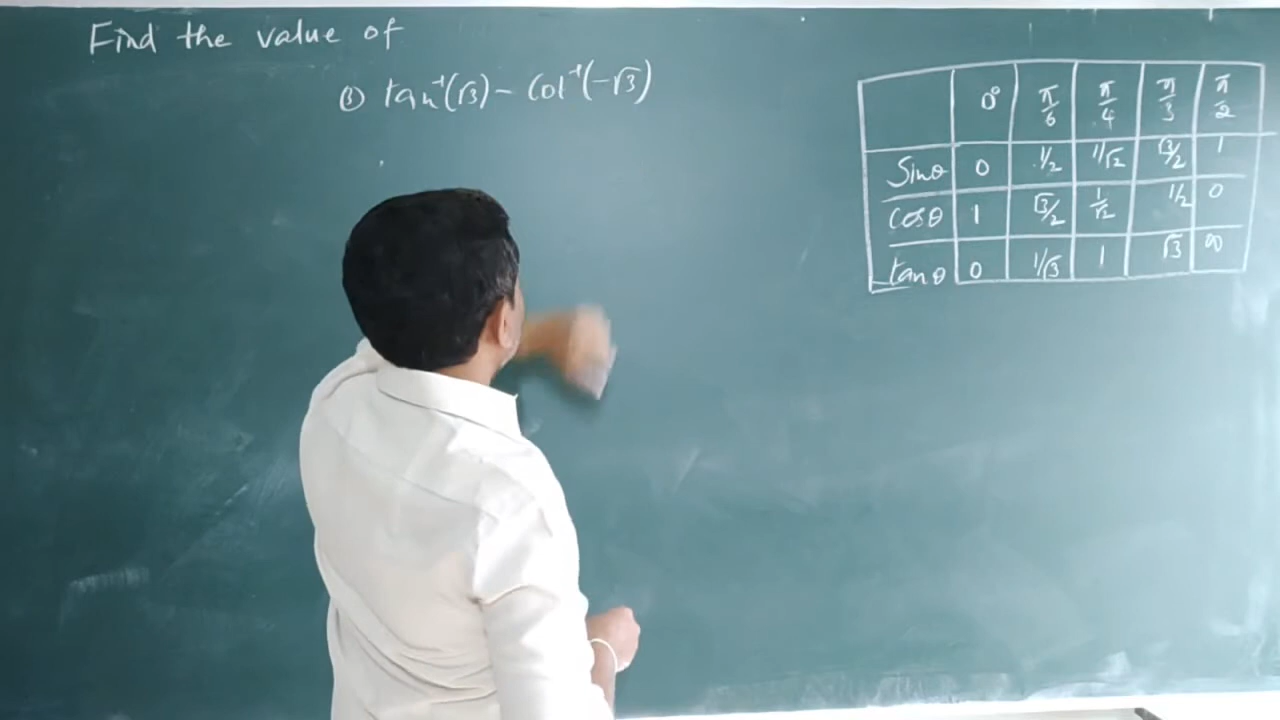 Find the value of
(3) tan⁻¹(√3) - Cot⁻¹(-√3)
0° π/6 π/4 π/3 π/2
Sinθ 0 1/2 1/√2 √3/2 1
Cosθ 1 √3/2 1/√2 1/2 0
tanθ 0 1/√3 1 √3 ∞